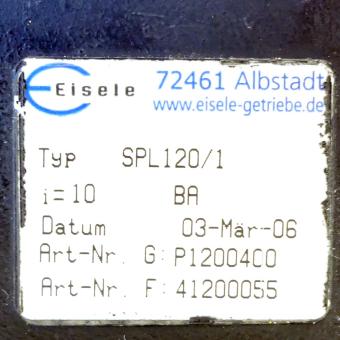 Eisele
72461 Albstadt
www.eisele-getriebe.de
Typ SPL120/1
i=10 BA
Datum 03-Mär-06
Art-Nr. G: P1200400
Art-Nr. F: 41200055